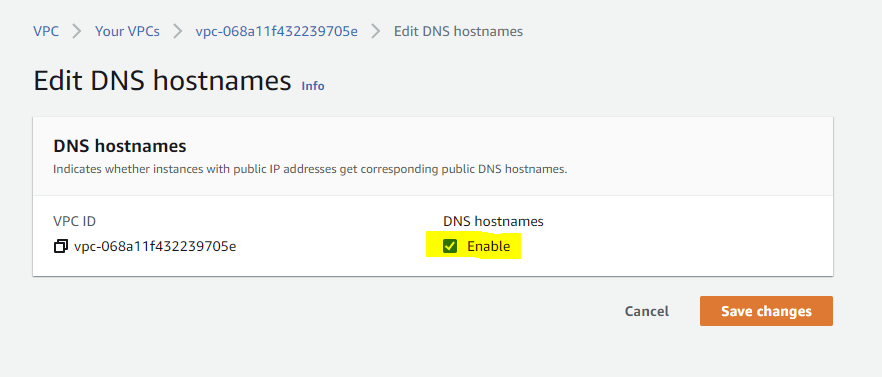 VPC > Your VPCs > vpc-068a11f432239705e > Edit DNS hostnames
Edit DNS hostnames Info
DNS hostnames
Indicates whether instances with public IP addresses get corresponding public DNS hostnames.
VPC ID DNS hostnames
vpc-068a11f432239705e Enable
Cancel Save changes